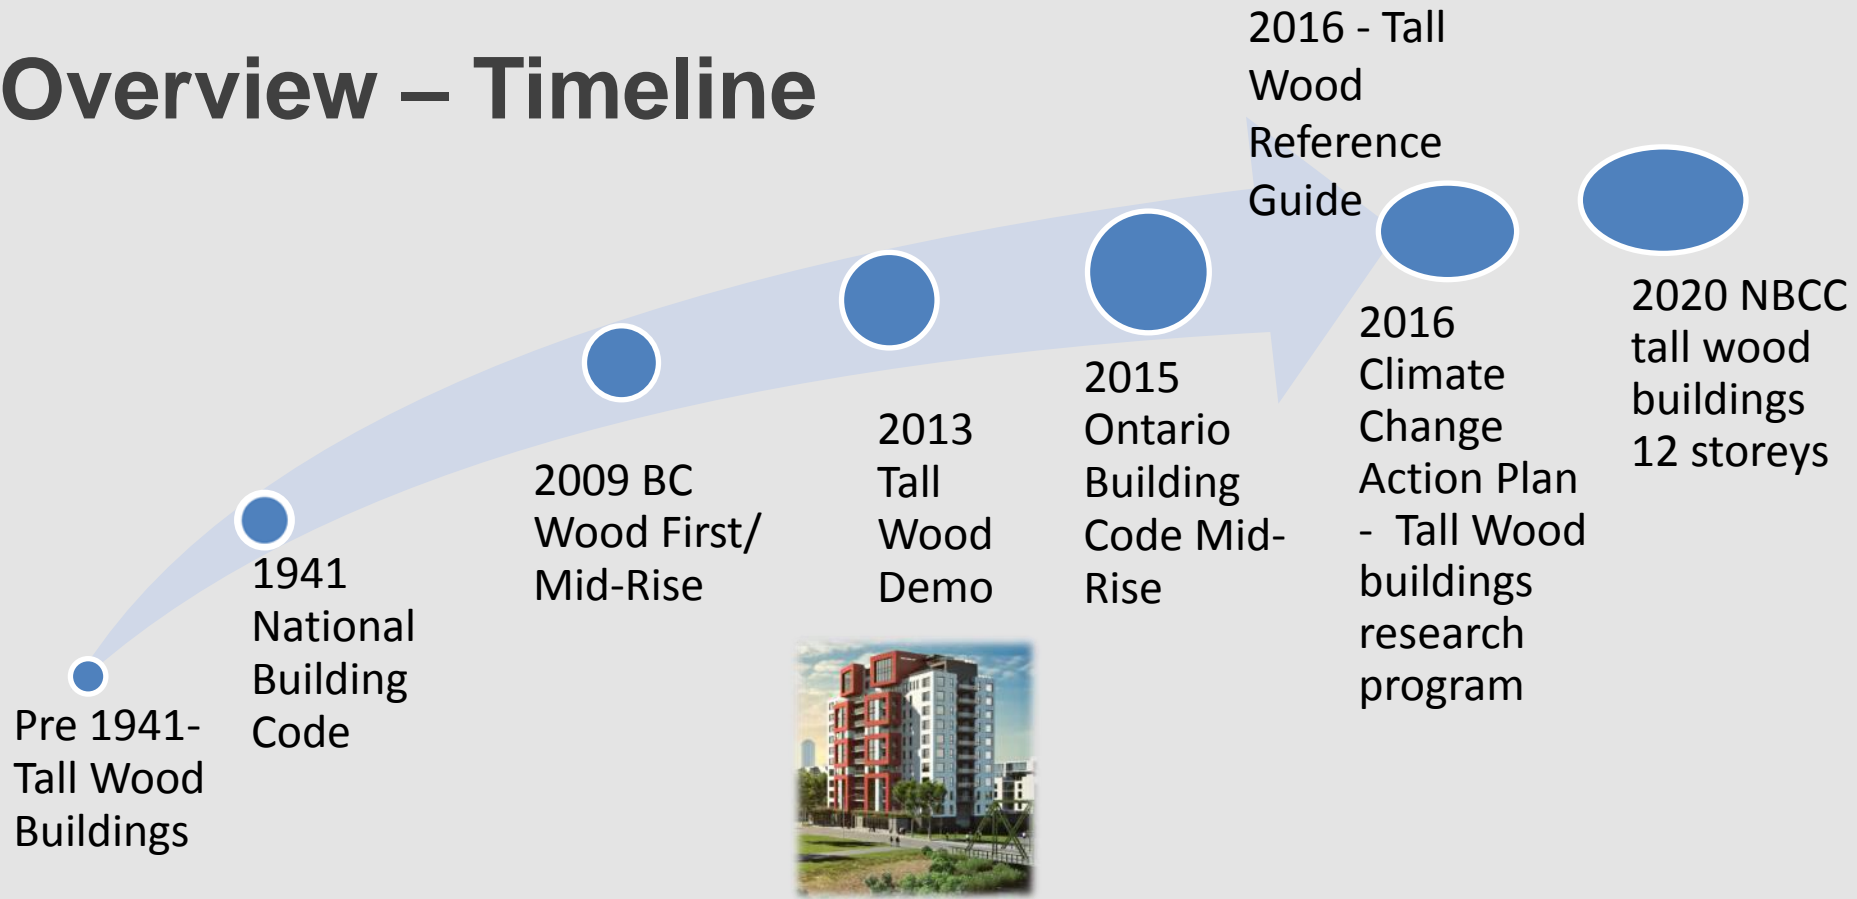 Overview – Timeline
Pre 1941-
Tall Wood
Buildings
1941
National
Building
Code
2009 BC
Wood First/
Mid-Rise
2013
Tall
Wood
Demo
2015
Ontario
Building
Code Mid-
Rise
2016 - Tall
Wood
Reference
Guide
2016
Climate
Change
Action Plan
- Tall Wood
buildings
research
program
2020 NBCC
tall wood
buildings
12 storeys